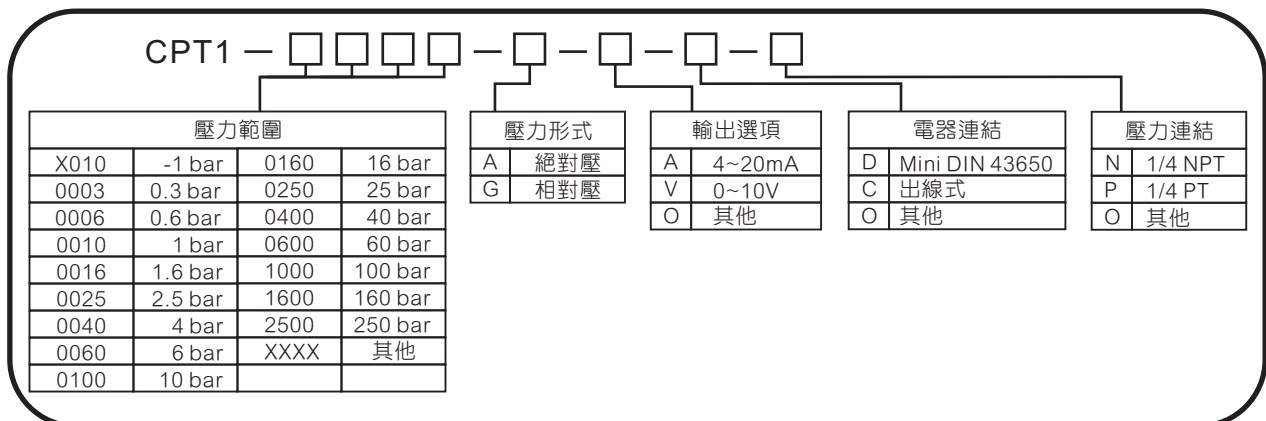 CPT1 — □□□□ — □ — □ — □ — □
壓力範圍 壓力形式 輸出選項 電器連結 壓力連結
X010 -1 bar 0160 16 bar A 絕對壓 A 4~20mA D Mini DIN 43650 N 1/4 NPT
0003 0.3 bar 0250 25 bar G 相對壓 V 0~10V C 出線式 P 1/4 PT
0006 0.6 bar 0400 40 bar O 其他 O 其他 O 其他
0010 1 bar 0600 60 bar
0016 1.6 bar 1000 100 bar
0025 2.5 bar 1600 160 bar
0040 4 bar 2500 250 bar
0060 6 bar XXXX 其他
0100 10 bar